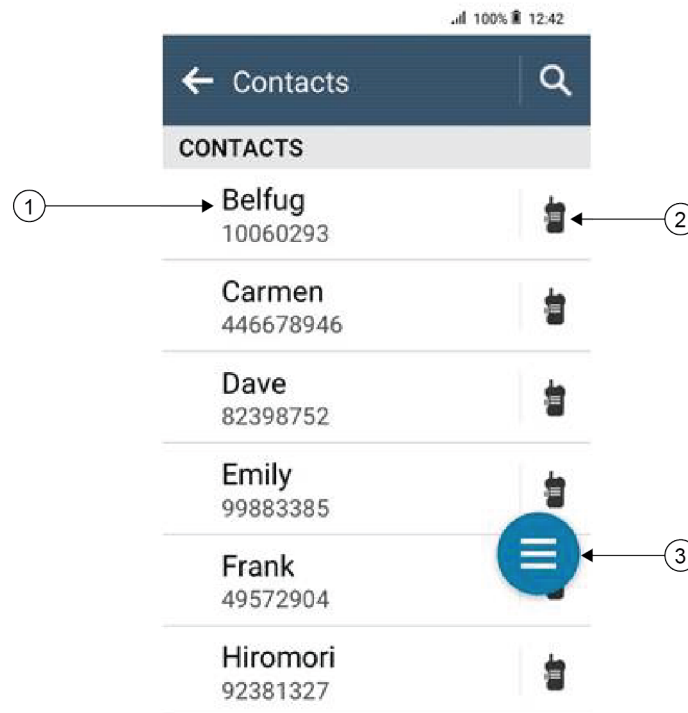 100% 12:42
Contacts
CONTACTS
1
Belfug
10060293
2
Carmen
446678946
Dave
82398752
Emily
99883385
3
Frank
49572904
Hiromori
92381327